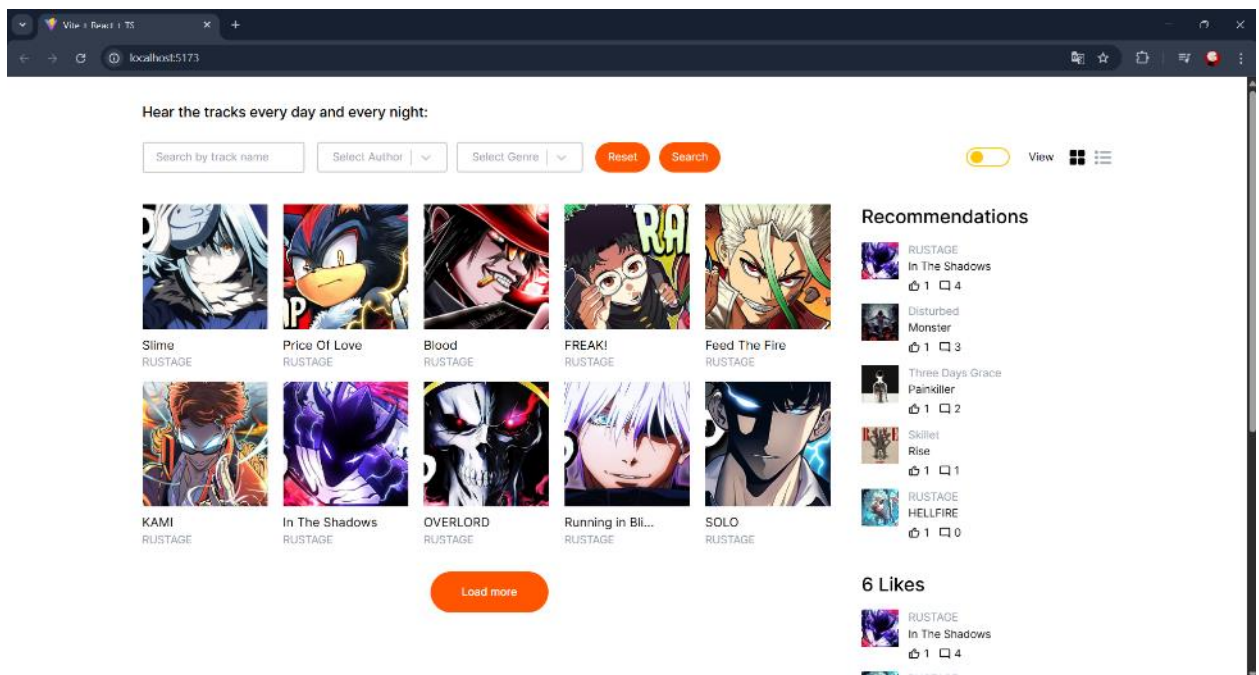 Vite + React + TS
localhost:5173
Hear the tracks every day and every night:
Search by track name
Select Author
Select Genre
Reset
Search
View
Slime
RUSTAGE
Price Of Love
RUSTAGE
Blood
RUSTAGE
FREAK!
RUSTAGE
Feed The Fire
RUSTAGE
KAMI
RUSTAGE
In The Shadows
RUSTAGE
OVERLORD
RUSTAGE
Running in Bli...
RUSTAGE
SOLO
RUSTAGE
Load more
Recommendations
RUSTAGE
In The Shadows
1 4
Disturbed
Monster
1 3
Three Days Grace
Painkiller
1 2
Skillet
Rise
1 1
RUSTAGE
HELLFIRE
1 0
6 Likes
RUSTAGE
In The Shadows
1 4